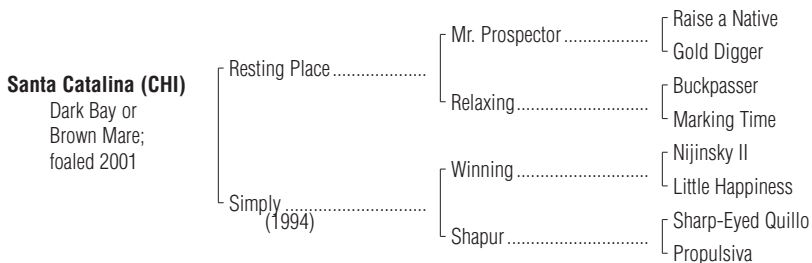 Santa Catalina (CHI)
Dark Bay or
Brown Mare;
foaled 2001
Resting Place
Simply
(1994)
Mr. Prospector
Relaxing
Winning
Shapur
Raise a Native
Gold Digger
Buckpasser
Marking Time
Nijinsky II
Little Happiness
Sharp-Eyed Quillo
Propulsiva